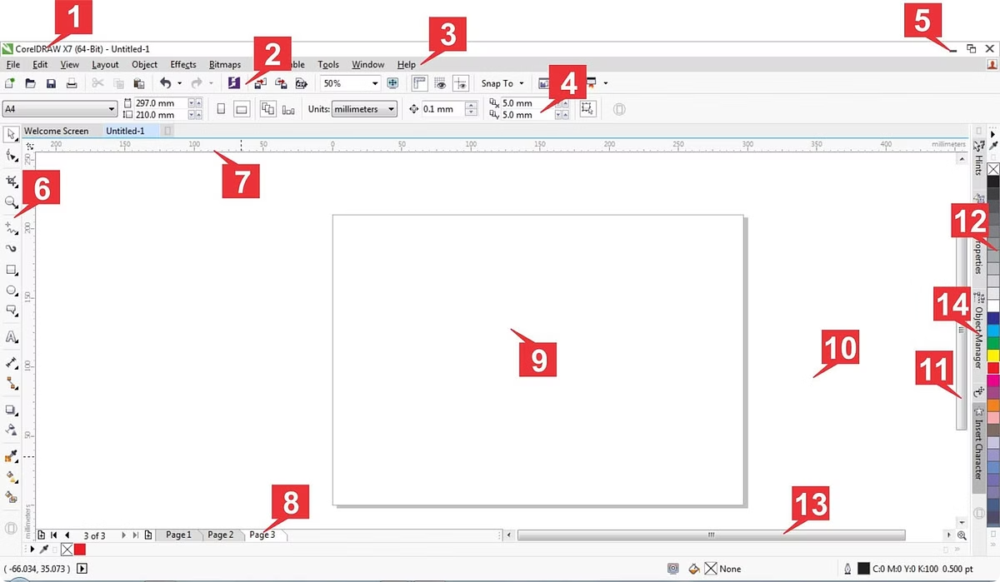 1
CorelDRAW X7 (64-Bit) - Untitled-1
5
File Edit View Layout Object Effects Bitmaps 2 Tools Window Help 3
50% Snap To 4
A4 297.0 mm 210.0 mm Units: millimeters 0.1 mm 5.0 mm 5.0 mm
Welcome Screen Untitled-1
200 150 100 50 0 50 100 150 200 250 300 350 400 millimeters
7
6
250
200
150
100
50
millimeters
Hints
12
Object Manager
14
9
10
11
Insert Character
8
13
3 of 3 Page 1 Page 2 Page 3
( -66.034, 35.073 ) None C:0 M:0 Y:0 K:100 0.500 pt